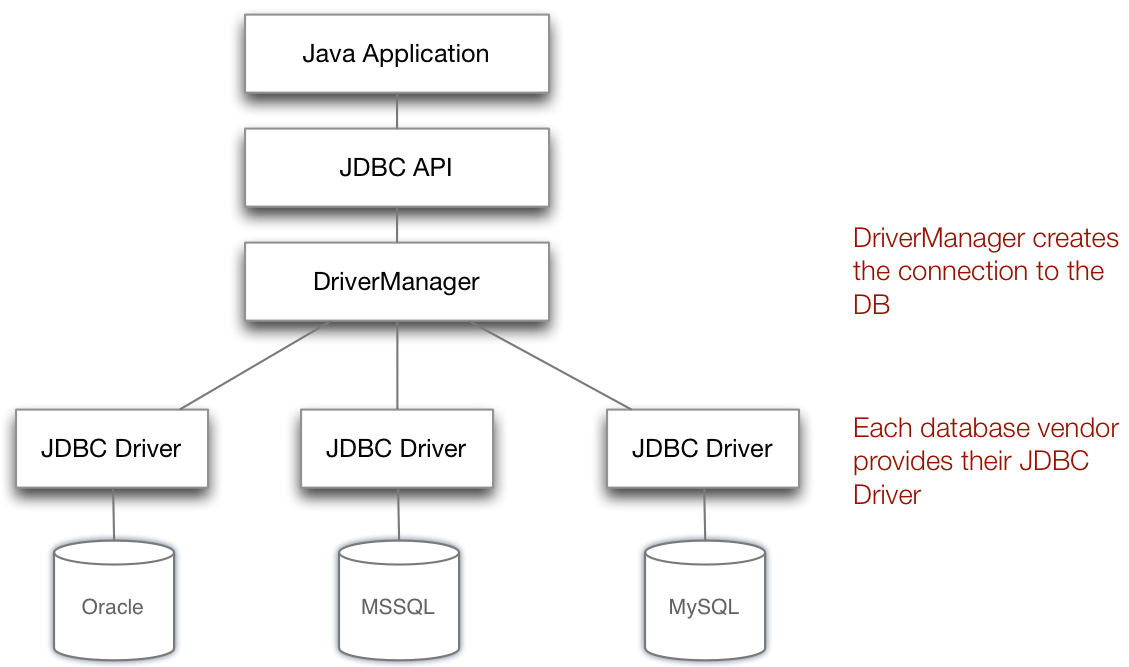 Java Application
JDBC API
DriverManager
DriverManager creates
the connection to the
DB
JDBC Driver
JDBC Driver
JDBC Driver
Each database vendor
provides their JDBC
Driver
Oracle
MSSQL
MySQL